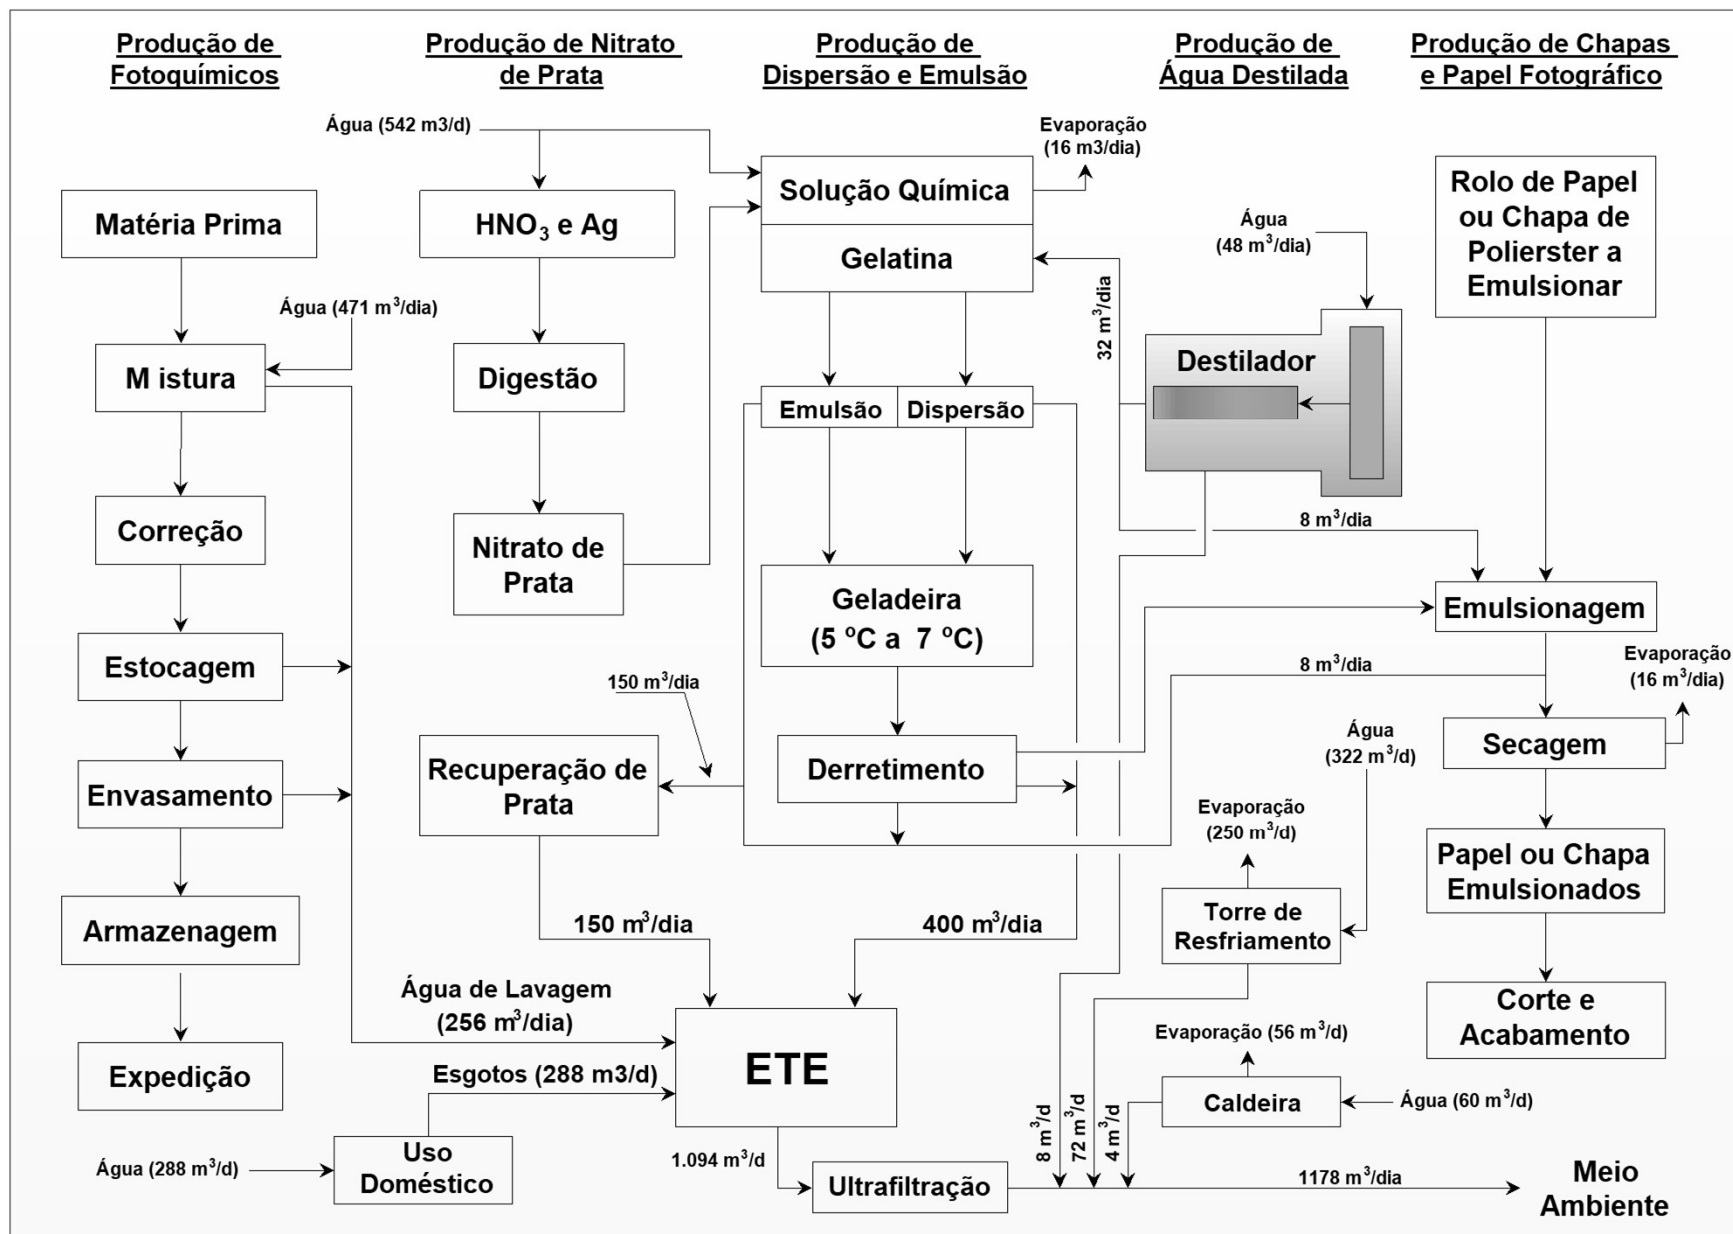 Produção de
Fotoquímicos
Produção de Nitrato
de Prata
Produção de
Dispersão e Emulsão
Produção de
Água Destilada
Produção de Chapas
e Papel Fotográfico
Água (542 m3/d)
Evaporação
(16 m3/dia)
Matéria Prima
HNO₃ e Ag
Solução Química
Gelatina
Água
(48 m³/dia)
Rolo de Papel
ou Chapa de
Polierster a
Emulsionar
Água (471 m³/dia)
32 m³/dia
M istura
Digestão
Destilador
Emulsão
Dispersão
Correção
Nitrato de
Prata
8 m³/dia
Geladeira
(5 ºC a 7 ºC)
Emulsionagem
Estocagem
150 m³/dia
8 m³/dia
Evaporação
(16 m³/dia)
Envasamento
Recuperação de
Prata
Derretimento
Água
(322 m³/d)
Secagem
Evaporação
(250 m³/d)
Papel ou Chapa
Emulsionados
Armazenagem
150 m³/dia
400 m³/dia
Torre de
Resfriamento
Água de Lavagem
(256 m³/dia)
Corte e
Acabamento
Expedição
Esgotos (288 m3/d)
ETE
Evaporação (56 m³/d)
Caldeira
Água (60 m³/d)
8 m³/d
72 m³/d
4 m³/d
Água (288 m³/d)
Uso
Doméstico
1.094 m³/d
Ultrafiltração
1178 m³/dia
Meio
Ambiente